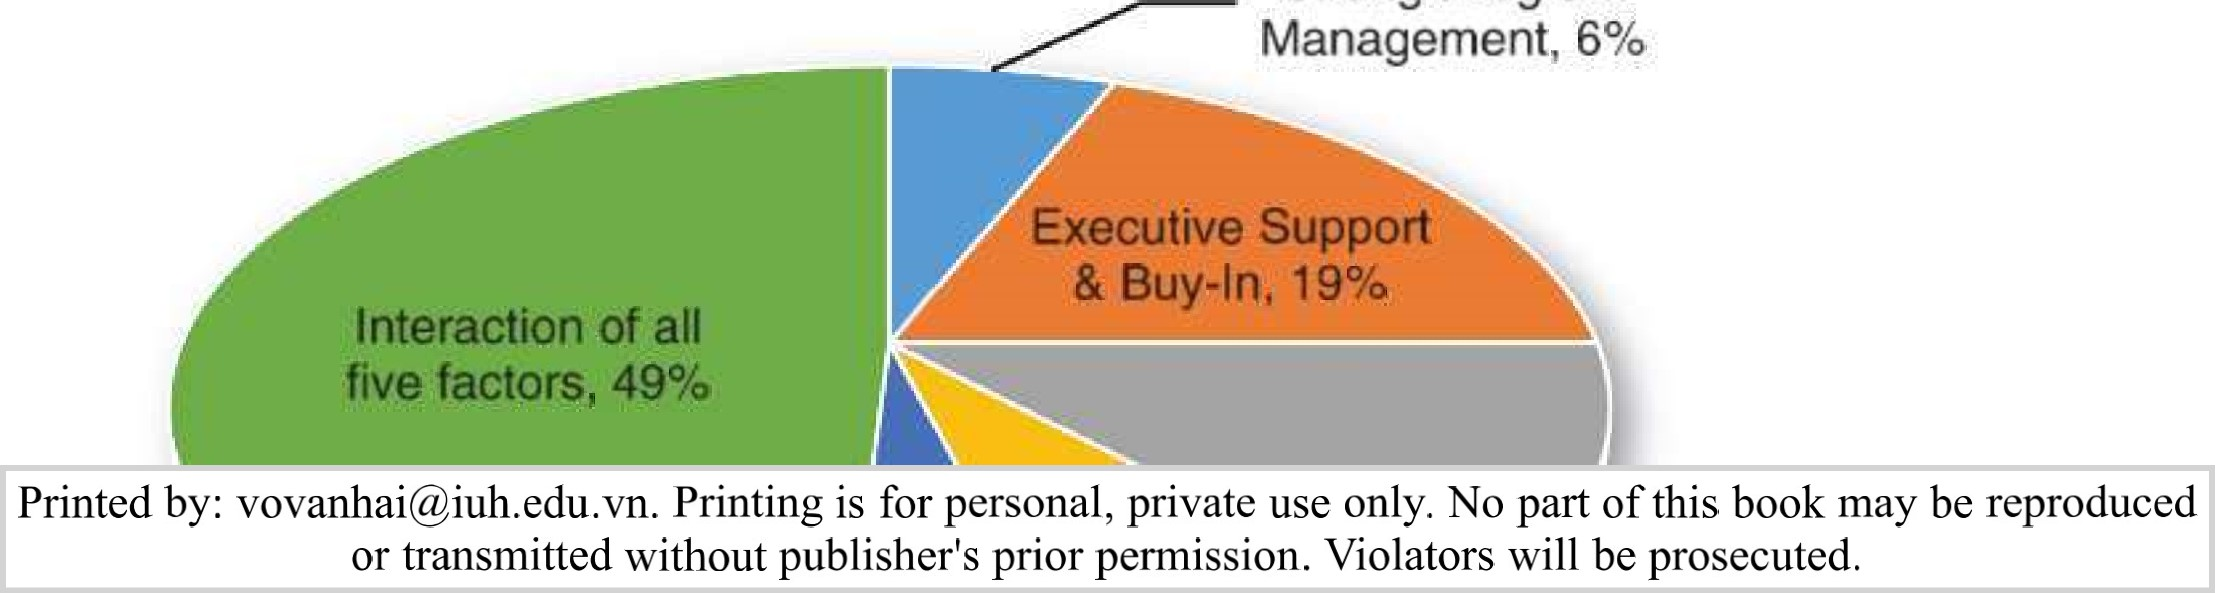 Management, 6%
Executive Support
& Buy-In, 19%
Interaction of all
five factors, 49%
Printed by: vovanhai@iuh.edu.vn. Printing is for personal, private use only. No part of this book may be reproduced
or transmitted without publisher's prior permission. Violators will be prosecuted.